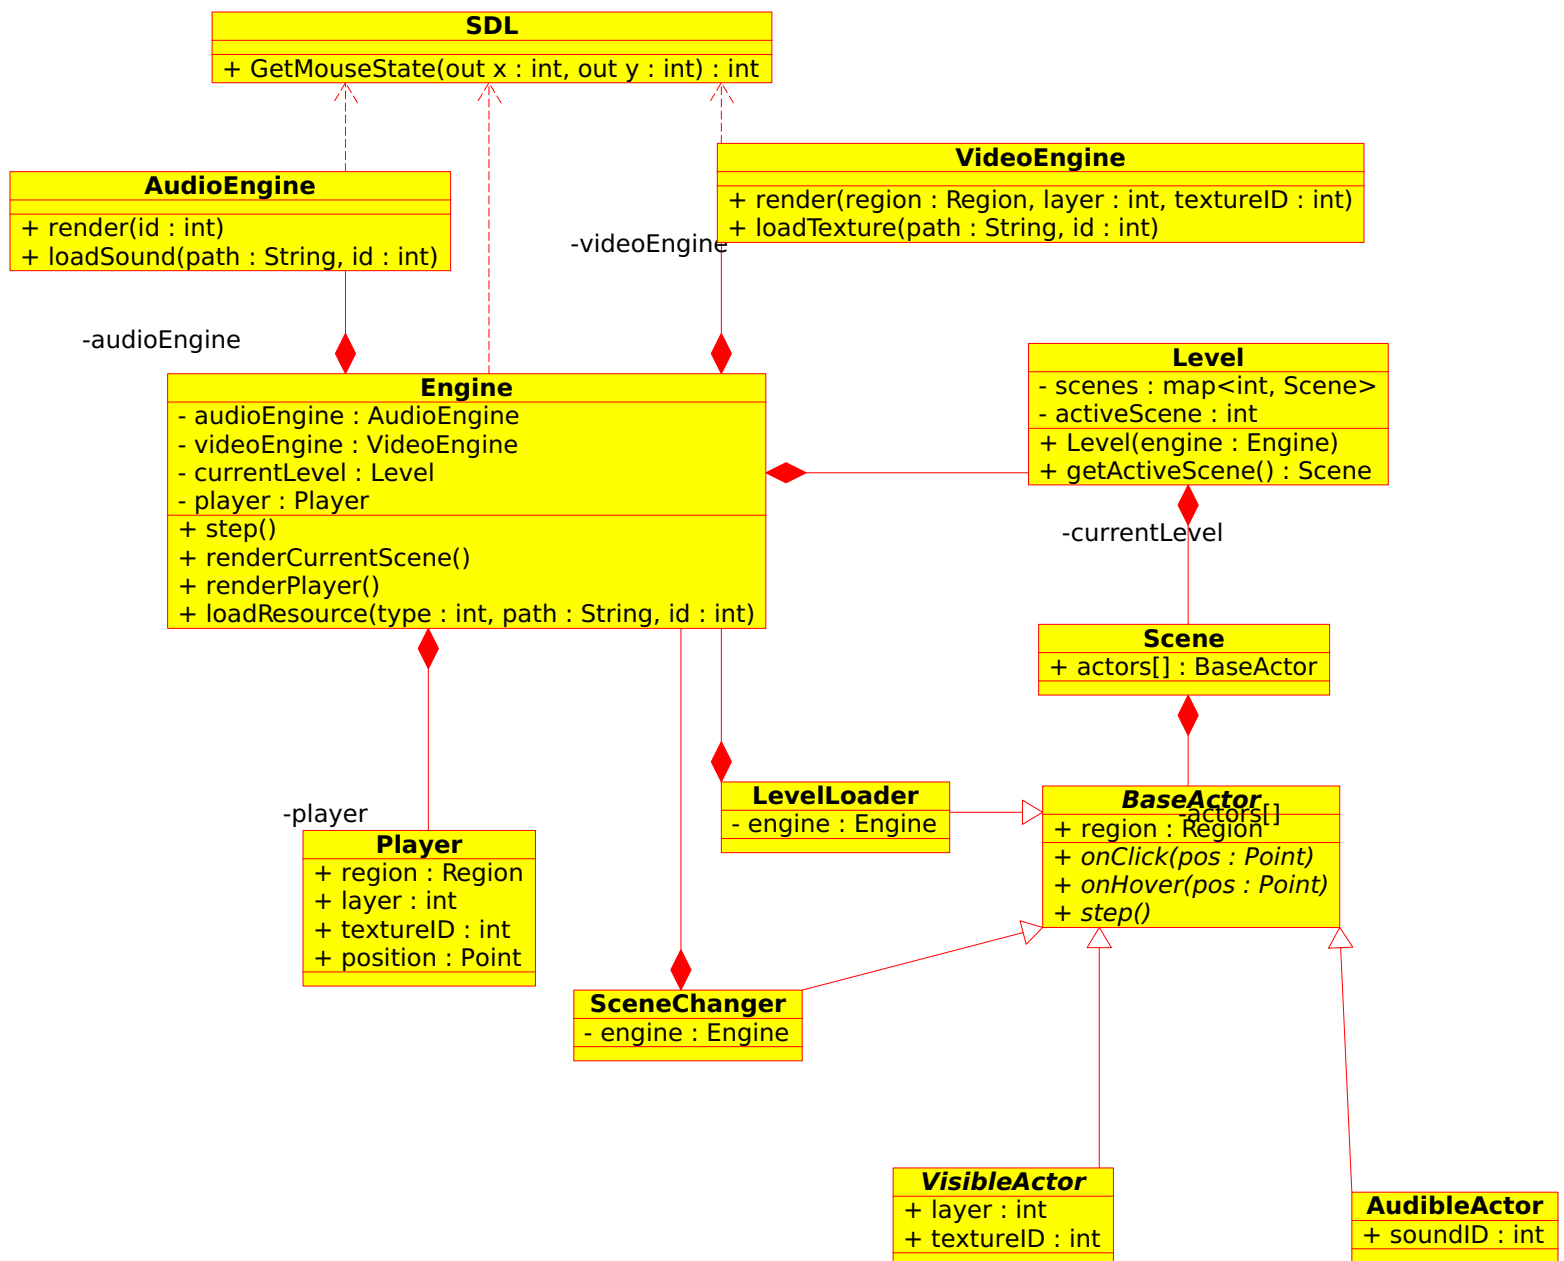 SDL
+ GetMouseState(out x : int, out y : int) : int
VideoEngine
+ render(region : Region, layer : int, textureID : int)
+ loadTexture(path : String, id : int)
AudioEngine
+ render(id : int)
+ loadSound(path : String, id : int)
-videoEngine
-audioEngine
Engine
- audioEngine : AudioEngine
- videoEngine : VideoEngine
- currentLevel : Level
- player : Player
+ step()
+ renderCurrentScene()
+ renderPlayer()
+ loadResource(type : int, path : String, id : int)
Level
- scenes : map<int, Scene>
- activeScene : int
+ Level(engine : Engine)
+ getActiveScene() : Scene
-currentLevel
Scene
+ actors[] : BaseActor
LevelLoader
- engine : Engine
BaseActor
-actors[]
+ region : Region
+ onClick(pos : Point)
+ onHover(pos : Point)
+ step()
-player
Player
+ region : Region
+ layer : int
+ textureID : int
+ position : Point
SceneChanger
- engine : Engine
VisibleActor
+ layer : int
+ textureID : int
AudibleActor
+ soundID : int